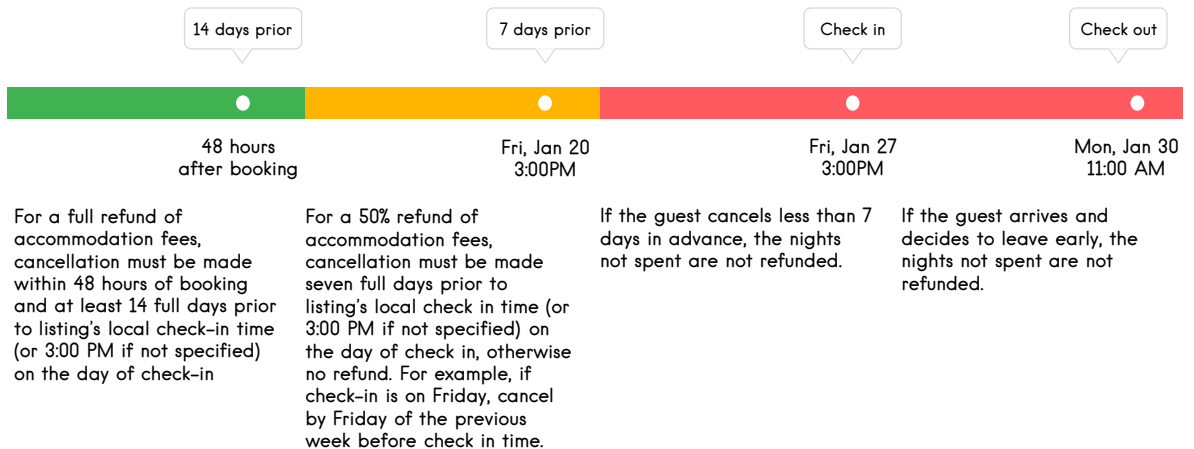 14 days prior
7 days prior
Check in
Check out
48 hours
after booking
Fri, Jan 20
3:00PM
Fri, Jan 27
3:00PM
Mon, Jan 30
11:00 AM
For a full refund of
accommodation fees,
cancellation must be made
within 48 hours of booking
and at least 14 full days prior
to listing's local check-in time
(or 3:00 PM if not specified)
on the day of check-in
For a 50% refund of
accommodation fees,
cancellation must be made
seven full days prior to
listing's local check in time (or
3:00 PM if not specified) on
the day of check in, otherwise
no refund. For example, if
check-in is on Friday, cancel
by Friday of the previous
week before check in time.
If the guest cancels less than 7
days in advance, the nights
not spent are not refunded.
If the guest arrives and
decides to leave early, the
nights not spent are not
refunded.